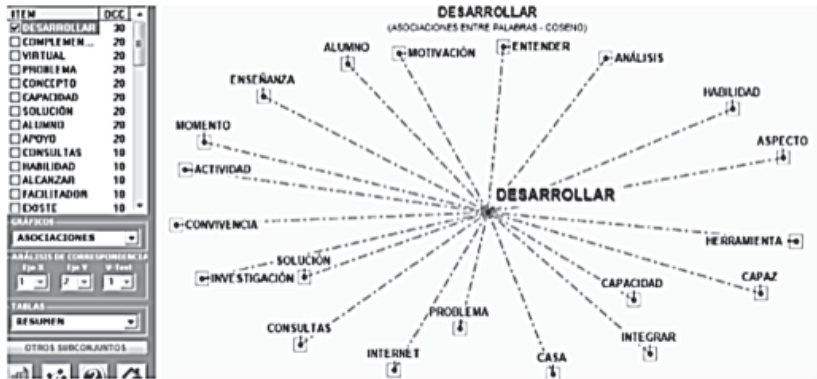 ITEM OCC
DESARROLLAR 30
COMPLEMEN... 20
VIRTUAL 20
PROBLEMA 20
CONCEPTO 20
CAPACIDAD 20
SOLUCIÓN 20
ALUMNO 20
APOYO 20
CONSULTAS 10
HABILIDAD 10
ALCANZAR 10
FACILITADOR 10
EXISTE 10
GRÁFICOS
ASOCIACIONES
ANÁLISIS DE CORRESPONDENCIA
Eje X Eje Y V-Test
1 2 1
TABLAS
RESUMEN
OTROS SUBCONJUNTOS
DESARROLLAR
(ASOCIACIONES ENTRE PALABRAS - COSENO)
ALUMNO
MOTIVACIÓN
ENTENDER
ANÁLISIS
ENSEÑANZA
HABILIDAD
MOMENTO
ASPECTO
ACTIVIDAD
DESARROLLAR
CONVIVENCIA
HERRAMIENTA
SOLUCIÓN
INVESTIGACIÓN
CAPACIDAD
CAPAZ
PROBLEMA
CONSULTAS
INTEGRAR
INTERNET
CASA